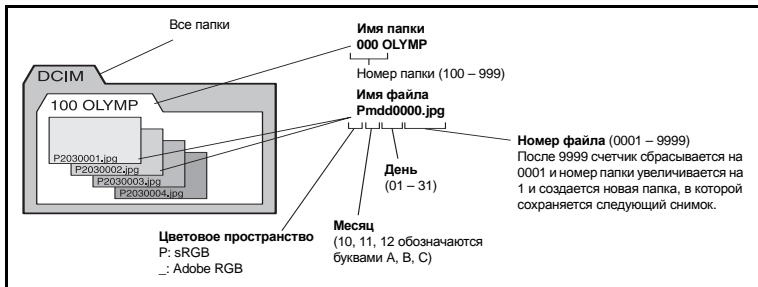 Все папки
Имя папки
000 OLYMP
Номер папки (100 – 999)
DCIM
100 OLYMP
P2030001.jpg
P2030002.jpg
P2030003.jpg
P2030004.jpg
Имя файла
Pmdd0000.jpg
Номер файла (0001 – 9999)
После 9999 счетчик сбрасывается на
0001 и номер папки увеличивается на
1 и создается новая папка, в которой
сохраняется следующий снимок.
День
(01 – 31)
Месяц
(10, 11, 12 обозначаются
буквами A, B, C)
Цветовое пространство
P: sRGB
_: Adobe RGB